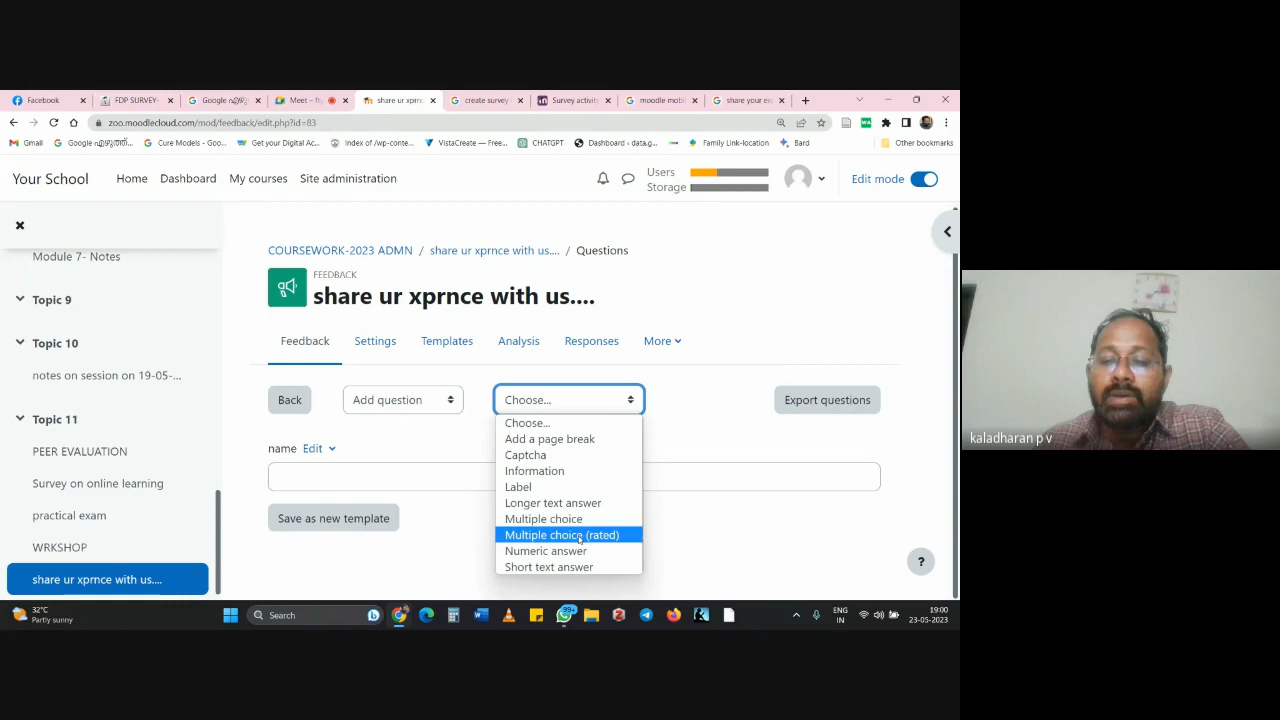 Facebook
FDP SURVEY-
Meet –
share ur xprnc
create survey
Survey activity
moodle mobi
share your ex
zoo.moodlecloud.com/mod/feedback/edit.php?id=83
Gmail
Cure Models - Goo...
Get your Digital Ac...
Index of /wp-conte...
VistaCreate — Free...
CHATGPT
Dashboard ‹ data.g...
Family Link-location
Bard
Other bookmarks
Your School
Home
Dashboard
My courses
Site administration
Users
Storage
Edit mode
Module 7- Notes
Topic 9
Topic 10
notes on session on 19-05-...
Topic 11
PEER EVALUATION
Survey on online learning
practical exam
WRKSHOP
share ur xprnce with us....
COURSEWORK-2023 ADMN / share ur xprnce with us.... / Questions
FEEDBACK
share ur xprnce with us....
Feedback
Settings
Templates
Analysis
Responses
More
Back
Add question
Choose...
Export questions
Choose...
Add a page break
Captcha
Information
Label
Longer text answer
Multiple choice
Multiple choice (rated)
Numeric answer
Short text answer
name Edit
Save as new template
?
kaladharan p v
32°C
Partly sunny
Search
99+
ENG
IN
19:00
23-05-2023